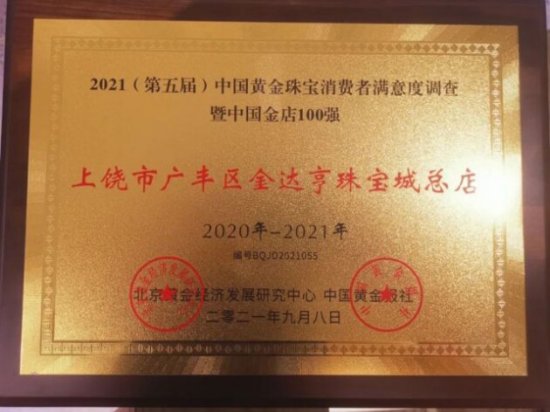 2021（第五届）中国黄金珠宝消费者满意度调查
暨中国金店100强
上饶市广丰区金达亨珠宝城总店
2020年-2021年
编号BQJD2021055
北京黄金经济发展研究中心 中国黄金报社
二零二一年九月八日